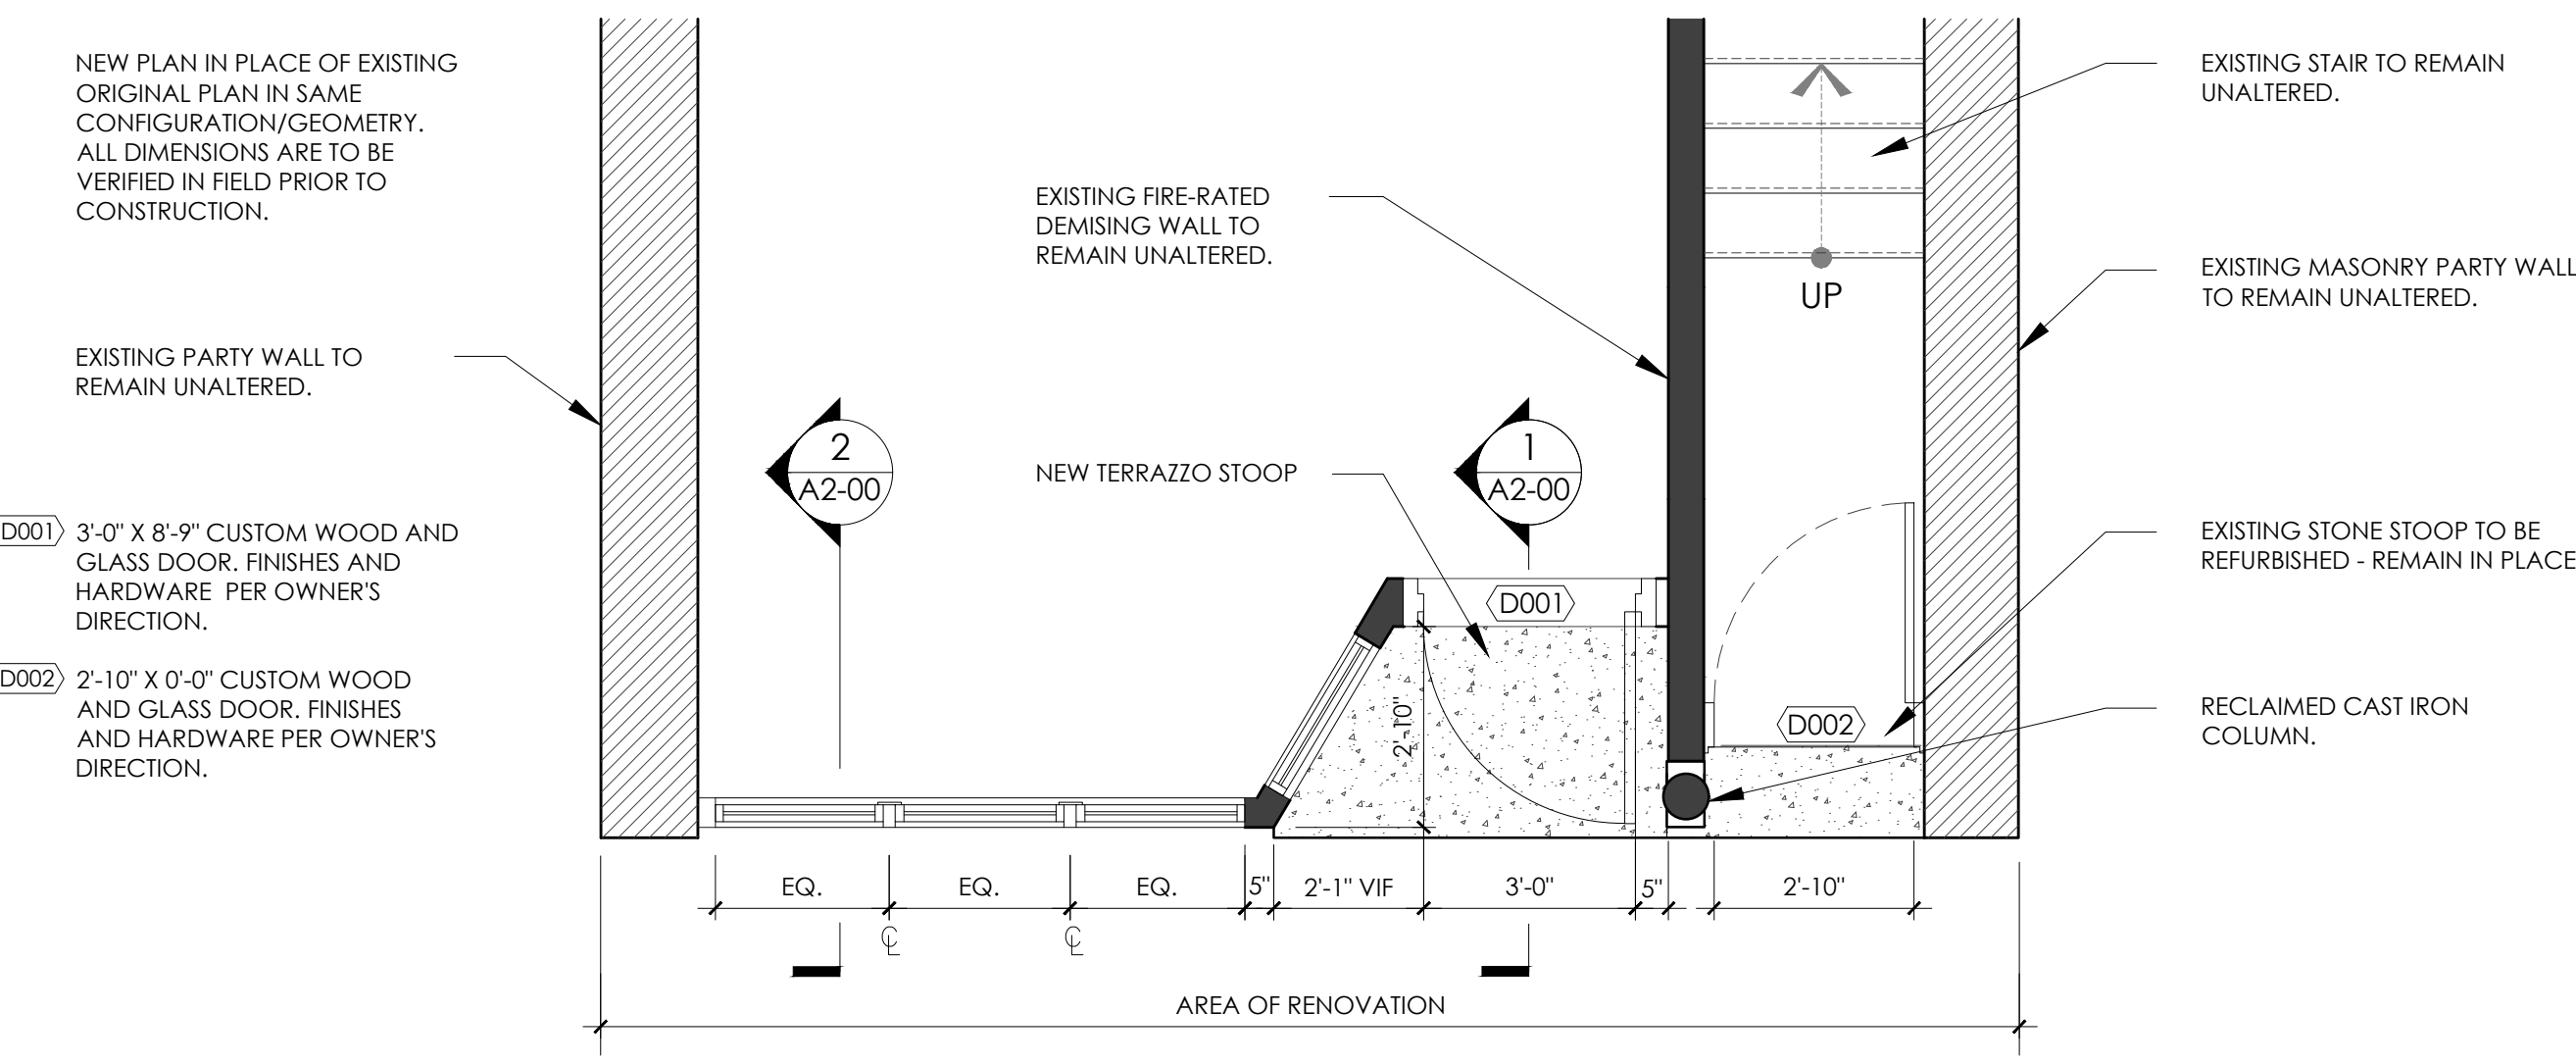 NEW PLAN IN PLACE OF EXISTING
ORIGINAL PLAN IN SAME
CONFIGURATION/GEOMETRY.
ALL DIMENSIONS ARE TO BE
VERIFIED IN FIELD PRIOR TO
CONSTRUCTION.
EXISTING PARTY WALL TO
REMAIN UNALTERED.
D001 3'-0" X 8'-9" CUSTOM WOOD AND
GLASS DOOR. FINISHES AND
HARDWARE PER OWNER'S
DIRECTION.
D002 2'-10" X 0'-0" CUSTOM WOOD
AND GLASS DOOR. FINISHES
AND HARDWARE PER OWNER'S
DIRECTION.
EXISTING FIRE-RATED
DEMISING WALL TO
REMAIN UNALTERED.
2
A2-00
NEW TERRAZZO STOOP
1
A2-00
D001
2'-10"
UP
D002
EXISTING STAIR TO REMAIN
UNALTERED.
EXISTING MASONRY PARTY WALL
TO REMAIN UNALTERED.
EXISTING STONE STOOP TO BE
REFURBISHED - REMAIN IN PLACE
RECLAIMED CAST IRON
COLUMN.
EQ. EQ. EQ. 5" 2'-1" VIF 3'-0" 5" 2'-10"
℄ ℄
AREA OF RENOVATION